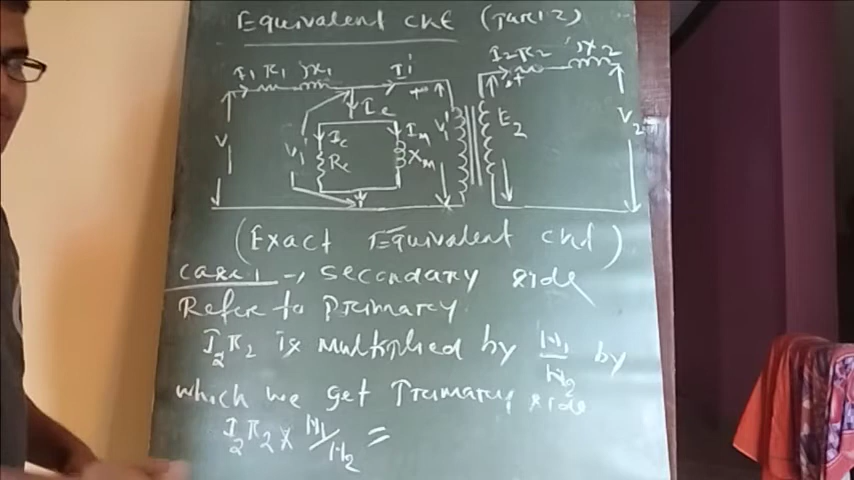 Equivalent ckt (Part 2)
I1 R1 jX1 I1' I2 R2 jX2
Ie
V1 V1' Ic Rc Im Xm V1' E2 V2
(Exact Equivalent ckt)
case 1 → secondary side
Refer to Primary
I2R2 is multiplied by N1/N2 by
which we get Primary side
I2R2 × N1/N2 =